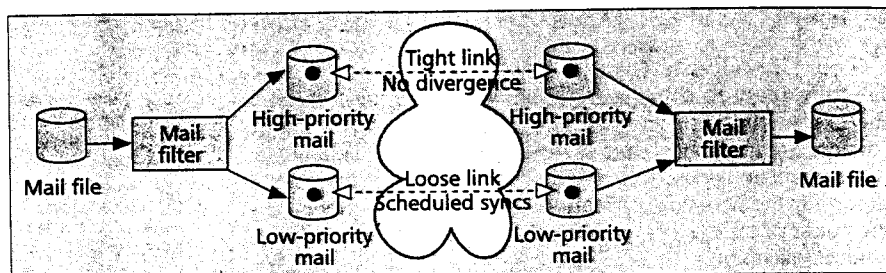 Mail file
Mail
filter
High-priority
mail
Low-priority
mail
Tight link
No divergence
Loose link
Scheduled syncs
High-priority
mail
Low-priority
mail
Mail
filter
Mail file